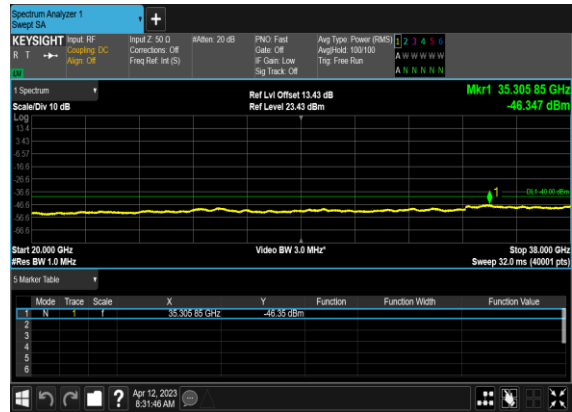 Spectrum Analyzer 1
Swept SA
+
KEYSIGHT Input: RF Input Z: 50 Ω #Atten: 20 dB PNO: Fast Avg Type: Power (RMS) 1 2 3 4 5 6
R T Coupling: DC Corrections: Off Gate: Off Avg|Hold: 100/100 A W W W W W
Align: Off Freq Ref: Int (S) IF Gain: Low Trig: Free Run
Sig Track: Off A N N N N N
1 Spectrum Ref Lvl Offset 13.43 dB Mkr1 35.305 85 GHz
Scale/Div 10 dB Ref Level 23.43 dBm -46.347 dBm
Log
13.4
3.43
-6.57
-16.6
-26.6
-36.6 1 DL1 -40.00 dBm
-46.6
-56.6
-66.6
Start 20.000 GHz Video BW 3.0 MHz* Stop 38.000 GHz
#Res BW 1.0 MHz Sweep 32.0 ms (40001 pts)
5 Marker Table
Mode Trace Scale X Y Function Function Width Function Value
1 N 1 f 35.305 85 GHz -46.35 dBm
2
3
4
5
6
? Apr 12, 2023
8:31:46 AM